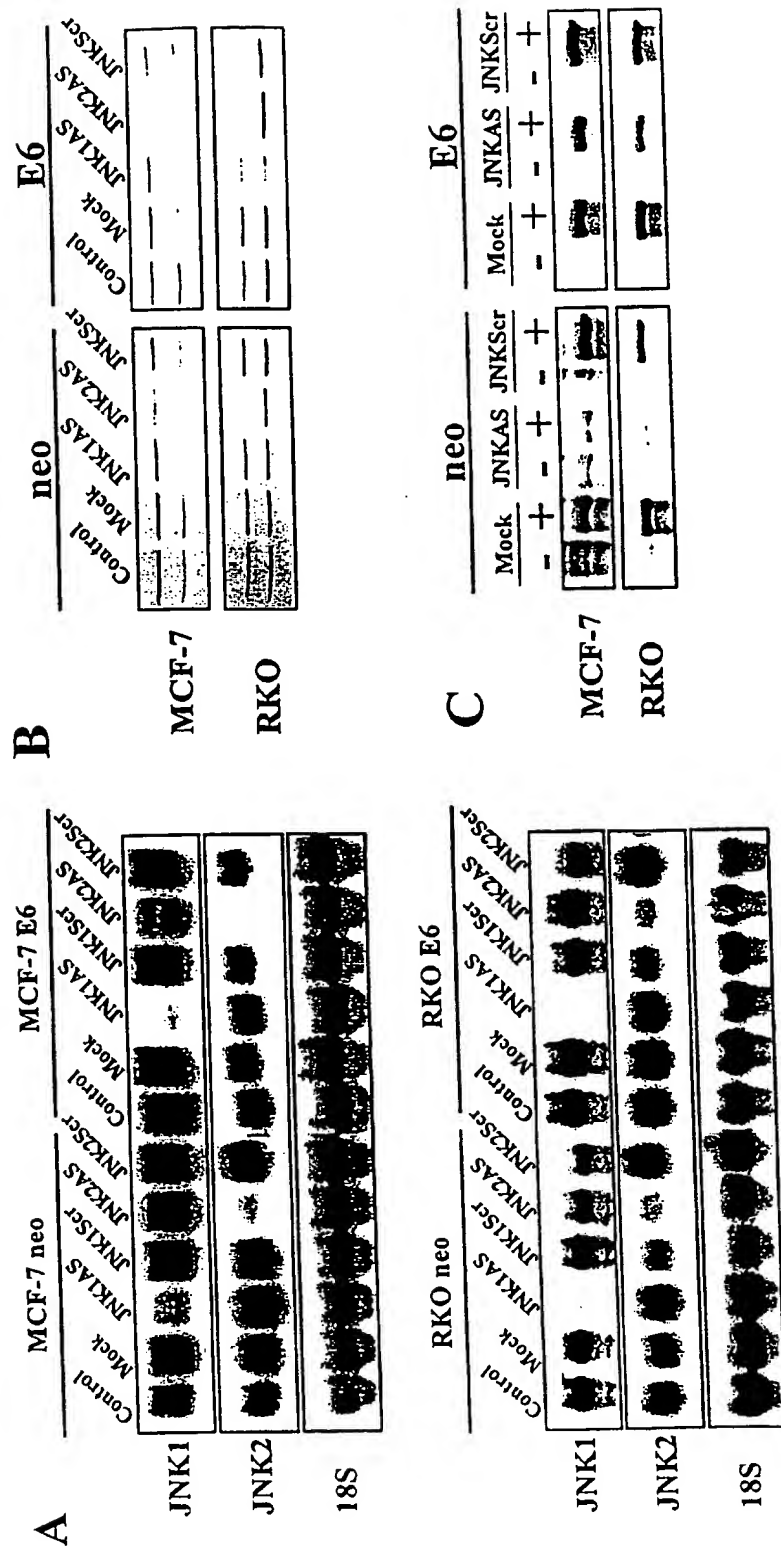 A
MCF-7 neo
MCF-7 E6
Control
Mock
JNK1AS
JNK1Scr
JNK2AS
JNK2Scr
Control
Mock
JNK1AS
JNK1Scr
JNK2AS
JNK2Scr
JNK1
JNK2
18S
RKO neo
RKO E6
Control
Mock
JNK1AS
JNK1Scr
JNK2AS
JNK2Scr
Control
Mock
JNK1AS
JNK1Scr
JNK2AS
JNK2Scr
JNK1
JNK2
18S
B
neo
E6
Control
Mock
JNK1AS
JNK2AS
JNKScr
Control
Mock
JNK1AS
JNK2AS
JNKScr
MCF-7
RKO
C
neo
E6
Mock JNKAS JNKScr Mock JNKAS JNKScr
- + - + - + - + - + - +
MCF-7
RKO